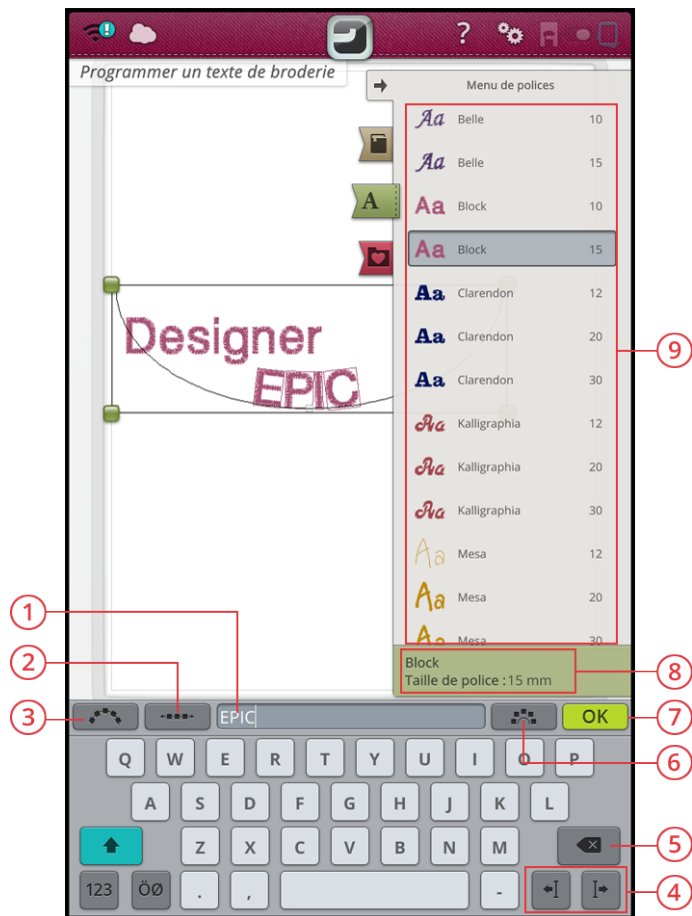 ?
Programmer un texte de broderie
Menu de polices
Aa Belle 10
Aa Belle 15
Aa Block 10
Aa Block 15
Aa Clarendon 12
Aa Clarendon 20
Aa Clarendon 30
Aa Kalligraphia 12
Aa Kalligraphia 20
Aa Kalligraphia 30
Aa Mesa 12
Aa Mesa 20
Aa Mesa 30
A
Designer
EPIC
9
Block
Taille de police : 15 mm
8
1
2
3
EPIC
OK
7
6
Q W E R T Y U I O P
A S D F G H J K L
Z X C V B N M
5
123 ÖØ . , -
4